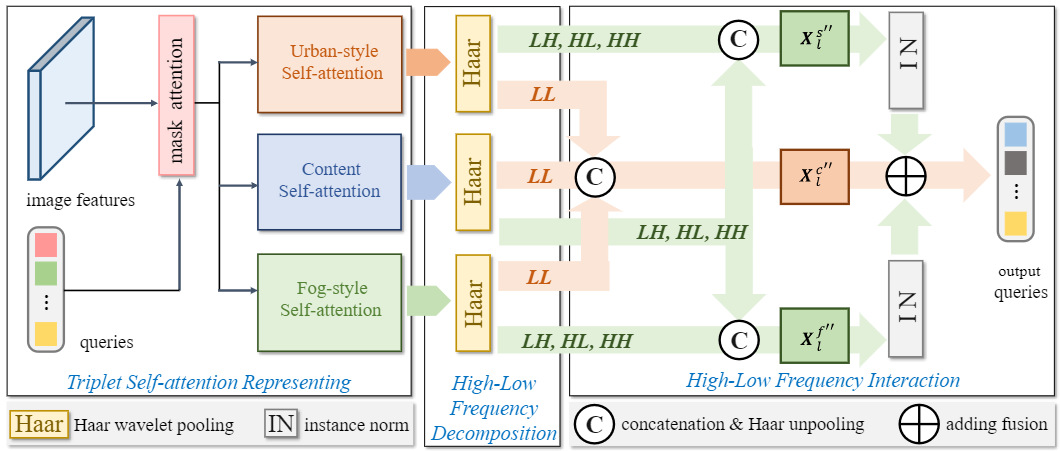 image features
queries
mask attention
Urban-style
Self-attention
Content
Self-attention
Fog-style
Self-attention
Triplet Self-attention Representing
Haar
Haar
Haar
High-Low
Frequency
Decomposition
LH, HL, HH
LL
LL
LH, HL, HH
LL
LH, HL, HH
C
C
C
X_l^{s''}
X_l^{c''}
X_l^{f''}
IN
IN
output
queries
High-Low Frequency Interaction
Haar Haar wavelet pooling
IN instance norm
C concatenation & Haar unpooling
adding fusion